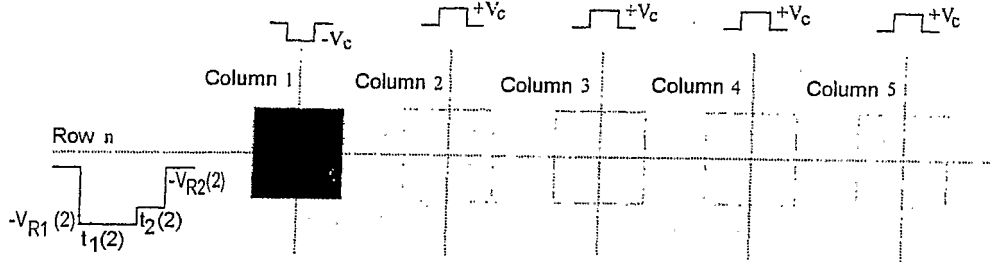 -Vc +Vc +Vc +Vc +Vc
Column 1 Column 2 Column 3 Column 4 Column 5
Row n
-VR2(2)
-VR1(2) t1(2) t2(2)